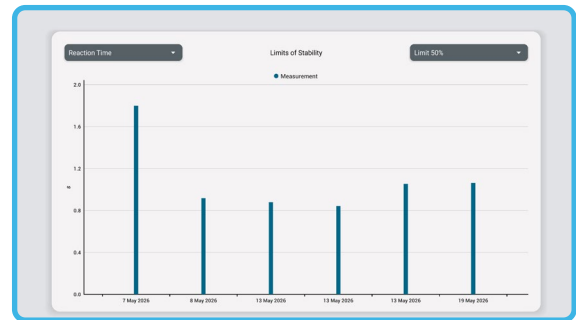 Reaction Time
Limits of Stability
Limit 50%
Measurement
2.0
1.6
1.2
s
0.8
0.4
0.0
7 May 2026
8 May 2026
13 May 2026
13 May 2026
13 May 2026
19 May 2026